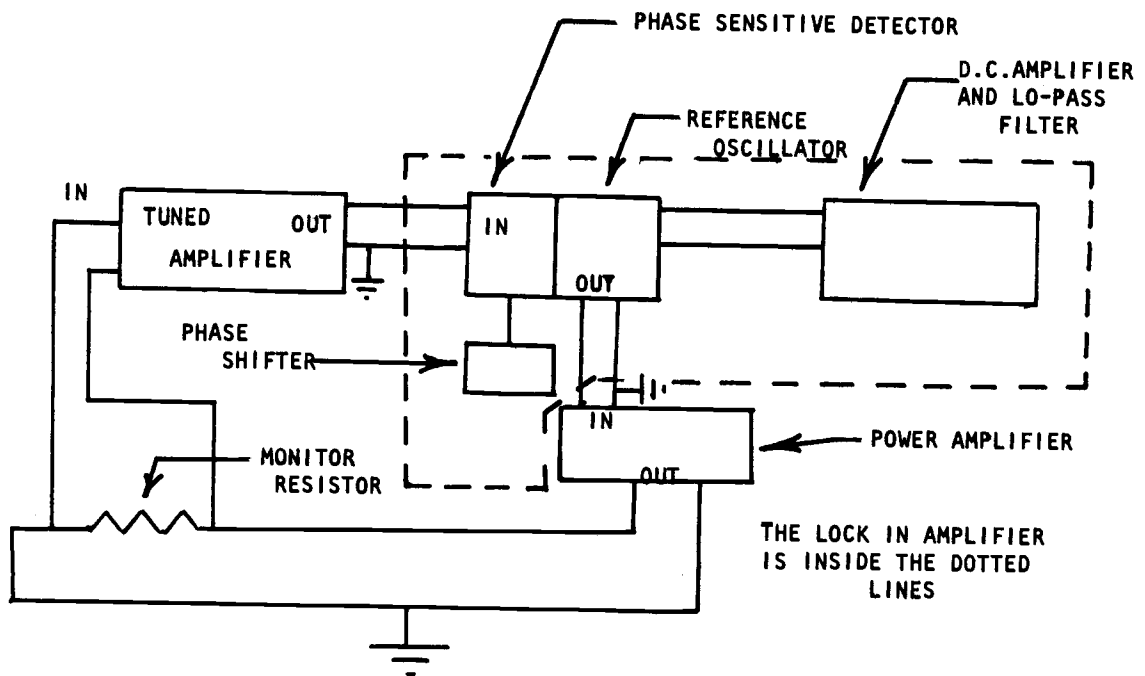 PHASE SENSITIVE DETECTOR
D.C.AMPLIFIER
AND LO-PASS
FILTER
REFERENCE
OSCILLATOR
IN
TUNED
OUT
AMPLIFIER
IN
OUT
PHASE
SHIFTER
IN
OUT
POWER AMPLIFIER
MONITOR
RESISTOR
THE LOCK IN AMPLIFIER
IS INSIDE THE DOTTED
LINES